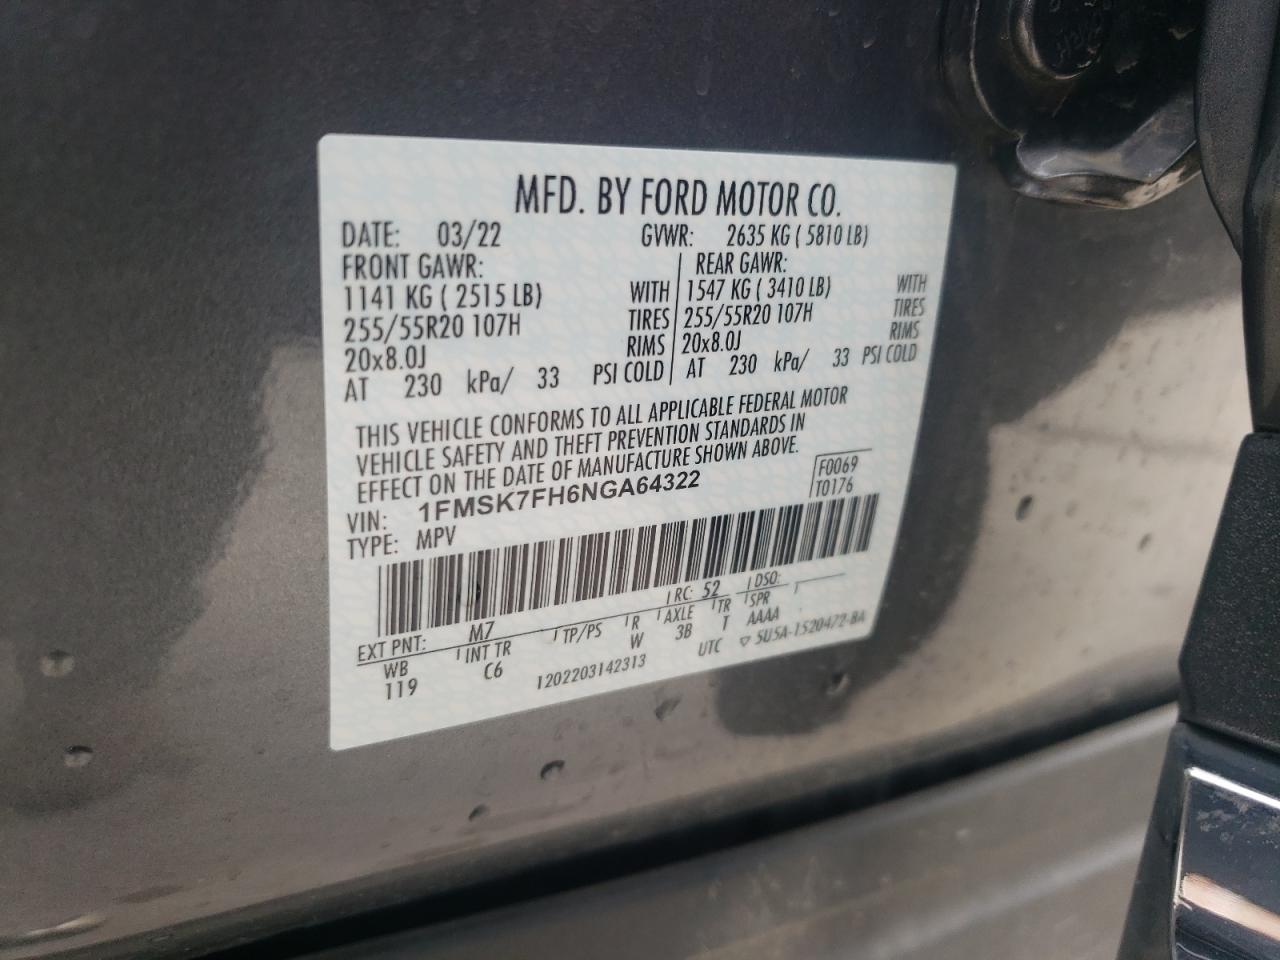 MFD. BY FORD MOTOR CO.
DATE: 03/22 GVWR: 2635 KG ( 5810 LB)
FRONT GAWR: REAR GAWR:
1141 KG ( 2515 LB) WITH 1547 KG ( 3410 LB) WITH
255/55R20 107H TIRES 255/55R20 107H TIRES
20x8.0J RIMS 20x8.0J RIMS
AT 230 kPa/ 33 PSI COLD AT 230 kPa/ 33 PSI COLD
THIS VEHICLE CONFORMS TO ALL APPLICABLE FEDERAL MOTOR
VEHICLE SAFETY AND THEFT PREVENTION STANDARDS IN
EFFECT ON THE DATE OF MANUFACTURE SHOWN ABOVE.
F0069
VIN: 1FMSK7FH6NGA64322 T0176
TYPE: MPV
EXT PNT: M7 RC: 52 DSO:
WB INT TR TP/PS R AXLE TR SPR
119 C6 W 3B T AAAA
1202203142313 UTC ▽ 5U5A-1520472-BA